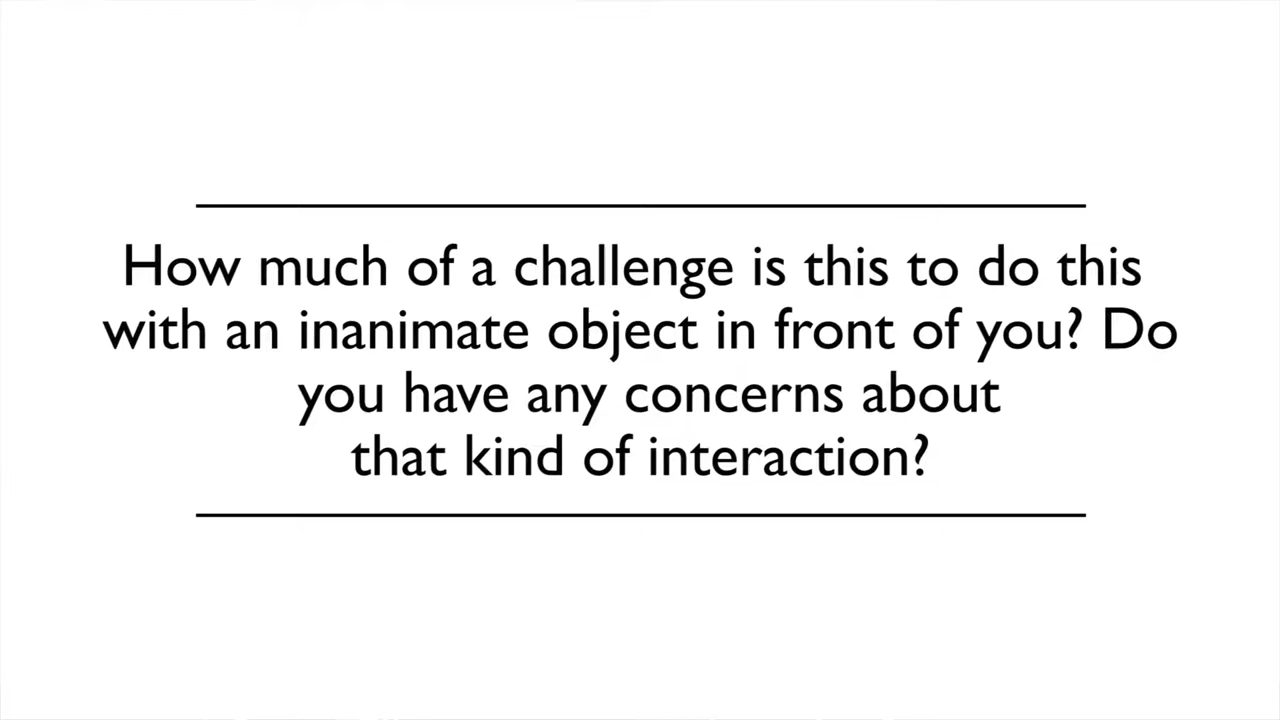 How much of a challenge is this to do this
with an inanimate object in front of you? Do
you have any concerns about
that kind of interaction?